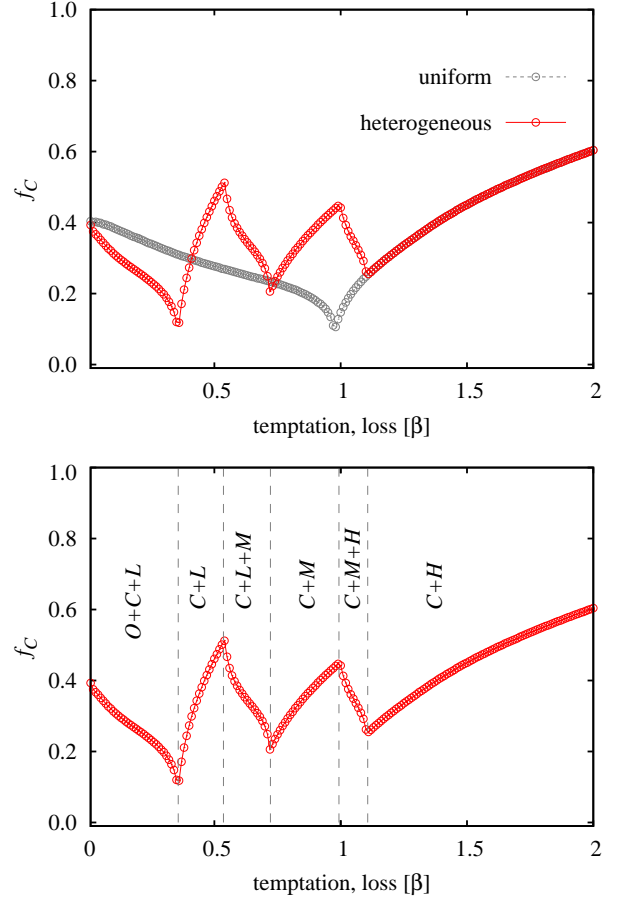 1.0
0.8
uniform
heterogeneous
0.6
f_C
0.4
0.2
0.0
0.5
1
1.5
2
temptation, loss [β]
1.0
0.8
O+C+L
C+L
C+L+M
C+M
C+M+H
C+H
0.6
f_C
0.4
0.2
0.0
0
0.5
1
1.5
2
temptation, loss [β]